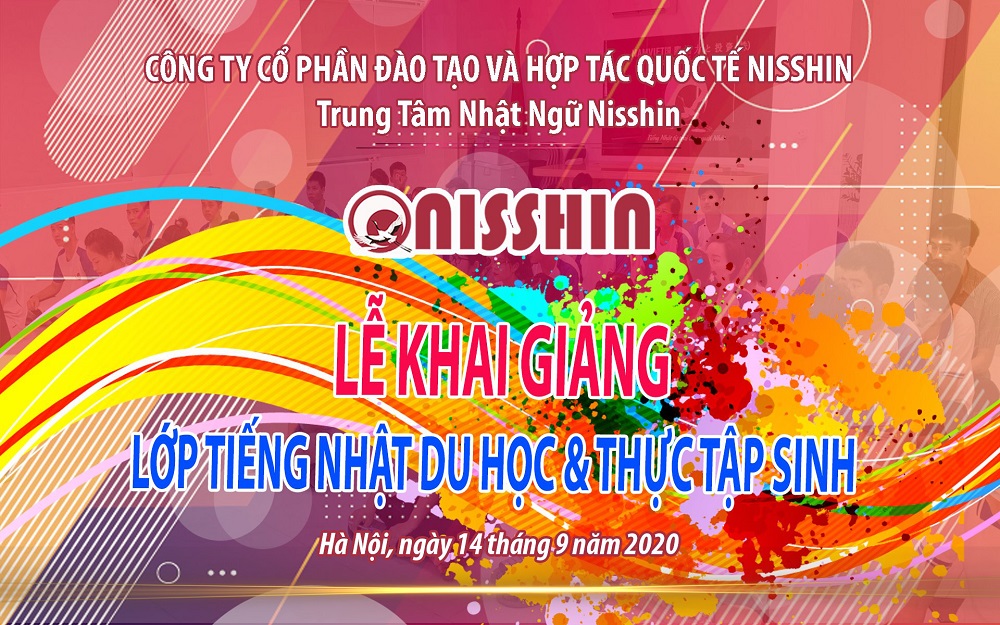 CÔNG TY CỔ PHẦN ĐÀO TẠO VÀ HỢP TÁC QUỐC TẾ NISSHIN
Trung Tâm Nhật Ngữ Nisshin
NISSHIN
LỄ KHAI GIẢNG
LỚP TIẾNG NHẬT DU HỌC & THỰC TẬP SINH
Hà Nội, ngày 14 tháng 9 năm 2020